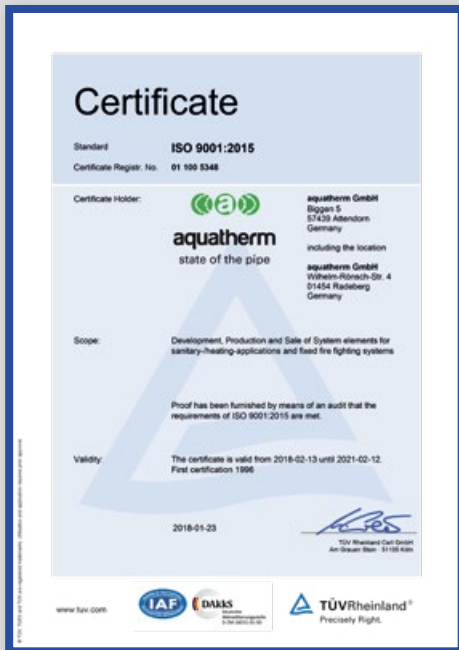 Certificate
Standard ISO 9001:2015
Certificate Registr. No. 01 100 5348
Certificate Holder:
a
aquatherm
state of the pipe
aquatherm GmbH
Biggen 5
57439 Attendorn
Germany
including the location
aquatherm GmbH
Wilhelm-Rönsch-Str. 4
01454 Radeberg
Germany
Scope: Development, Production and Sale of System elements for
sanitary-/heating-applications and fixed fire fighting systems
Proof has been furnished by means of an audit that the
requirements of ISO 9001:2015 are met.
Validity: The certificate is valid from 2018-02-13 until 2021-02-12.
First certification 1996
2018-01-23
TÜV Rheinland Cert GmbH
Am Grauen Stein · 51105 Köln
www.tuv.com
IAF
DAkkS
Deutsche
Akkreditierungsstelle
TÜVRheinland®
Precisely Right.